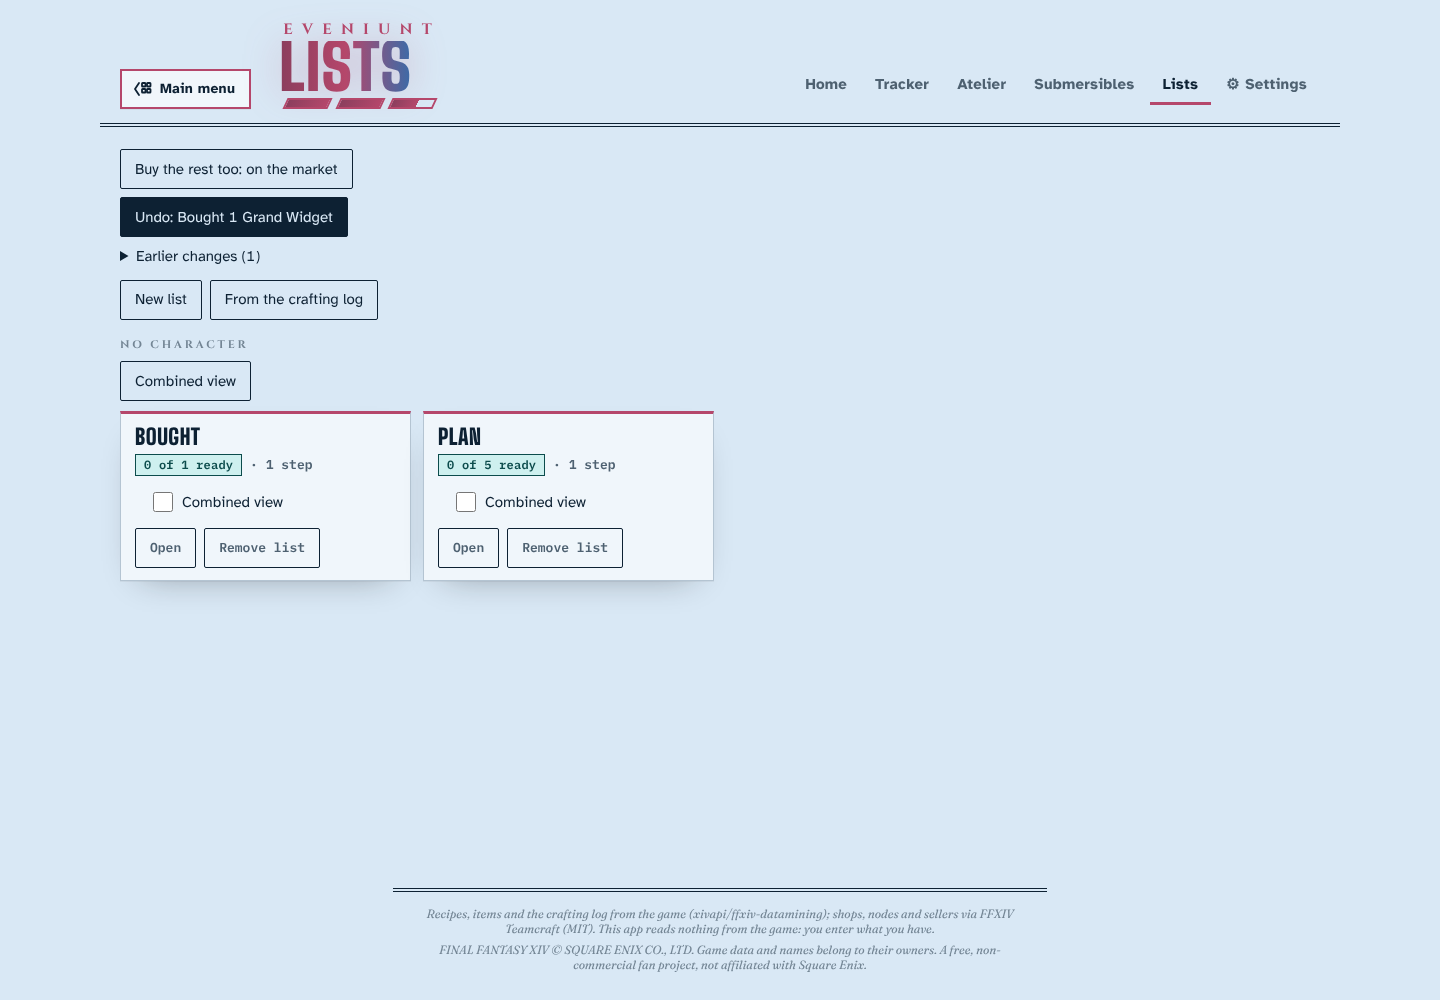 EVENIUNT
LISTS
Main menu
Home Tracker Atelier Submersibles Lists ⚙ Settings
Buy the rest too: on the market
Undo: Bought 1 Grand Widget
▶ Earlier changes (1)
New list From the crafting log
NO CHARACTER
Combined view
BOUGHT
0 of 1 ready · 1 step
Combined view
Open Remove list
PLAN
0 of 5 ready · 1 step
Combined view
Open Remove list
Recipes, items and the crafting log from the game (xivapi/ffxiv-datamining); shops, nodes and sellers via FFXIV
Teamcraft (MIT). This app reads nothing from the game: you enter what you have.
FINAL FANTASY XIV © SQUARE ENIX CO., LTD. Game data and names belong to their owners. A free, non-
commercial fan project, not affiliated with Square Enix.